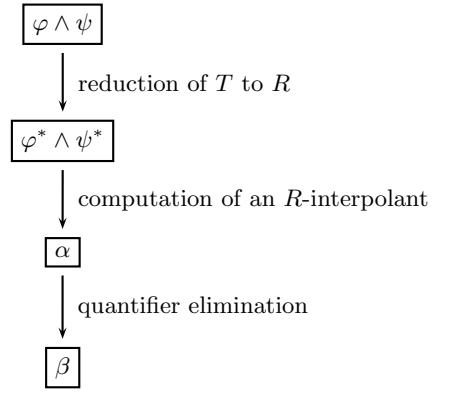 φ ∧ ψ
reduction of T to R
φ* ∧ ψ*
computation of an R-interpolant
α
quantifier elimination
β